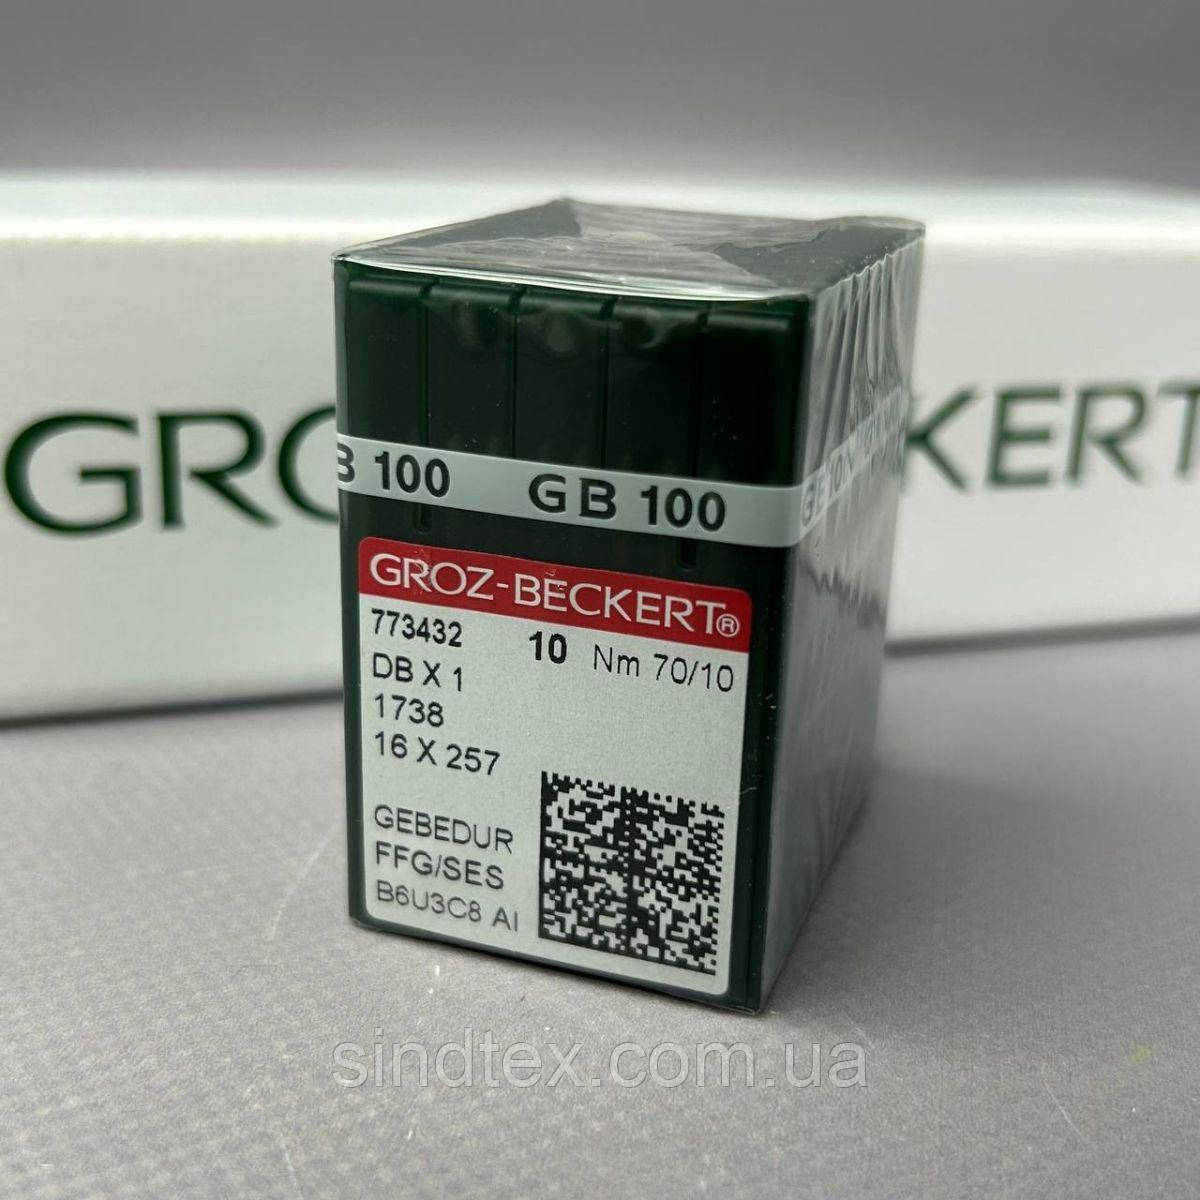 GRO
KERT
B 100 GB 100
GB 100
GROZ-BECKERT®
773432 10 Nm 70/10
DB X 1
1738
16 X 257
GEBEDUR
FFG/SES
B6U3C8 AI
sindtex.com.ua